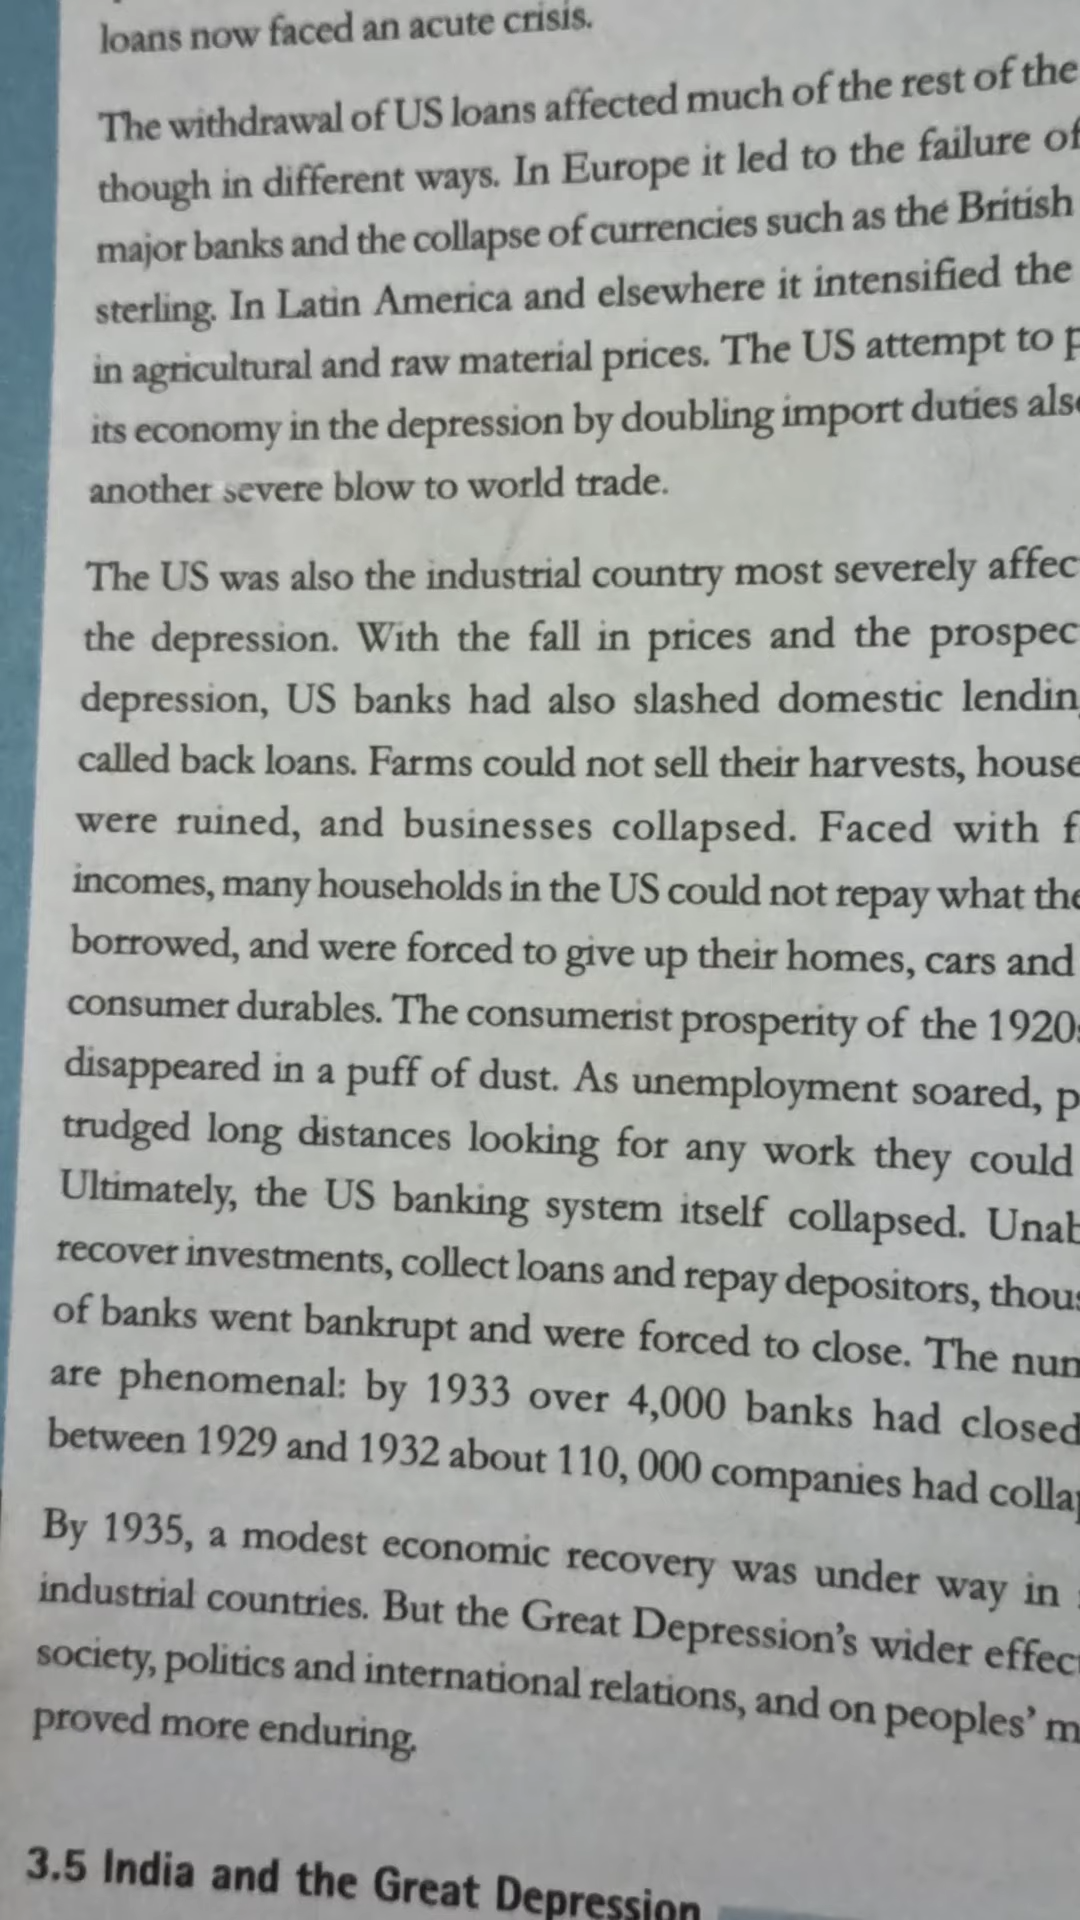 loans now faced an acute crisis.
The withdrawal of US loans affected much of the rest of the
though in different ways. In Europe it led to the failure of
major banks and the collapse of currencies such as the British
sterling. In Latin America and elsewhere it intensified the
in agricultural and raw material prices. The US attempt to
its economy in the depression by doubling import duties
another severe blow to world trade.
The US was also the industrial country most severely
the depression. With the fall in prices and the
depression, US banks had also slashed domestic
called back loans. Farms could not sell their harvests,
were ruined, and businesses collapsed. Faced with
incomes, many households in the US could not repay what
borrowed, and were forced to give up their homes, cars and
consumer durables. The consumerist prosperity of the
disappeared in a puff of dust. As unemployment soared,
trudged long distances looking for any work they could
Ultimately, the US banking system itself collapsed.
recover investments, collect loans and repay depositors,
of banks went bankrupt and were forced to close. The
are phenomenal: by 1933 over 4,000 banks had closed
between 1929 and 1932 about 110, 000 companies had
By 1935, a modest economic recovery was under way in
industrial countries. But the Great Depression's wider
society, politics and international relations, and on peoples'
proved more enduring.
3.5 India and the Great Depression